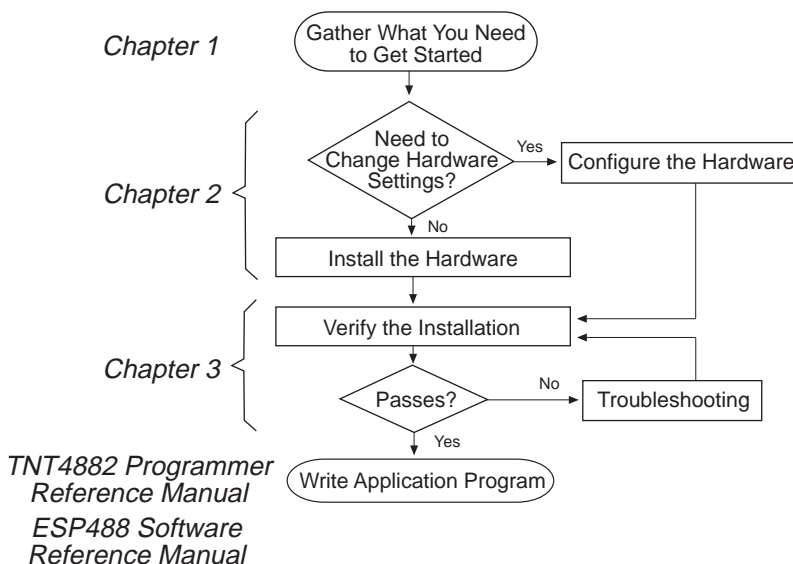 Chapter 1
Gather What You Need
to Get Started
Chapter 2
Need to
Change Hardware
Settings?
Yes
Configure the Hardware
No
Install the Hardware
Chapter 3
Verify the Installation
Passes?
No
Troubleshooting
Yes
TNT4882 Programmer
Reference Manual
Write Application Program
ESP488 Software
Reference Manual